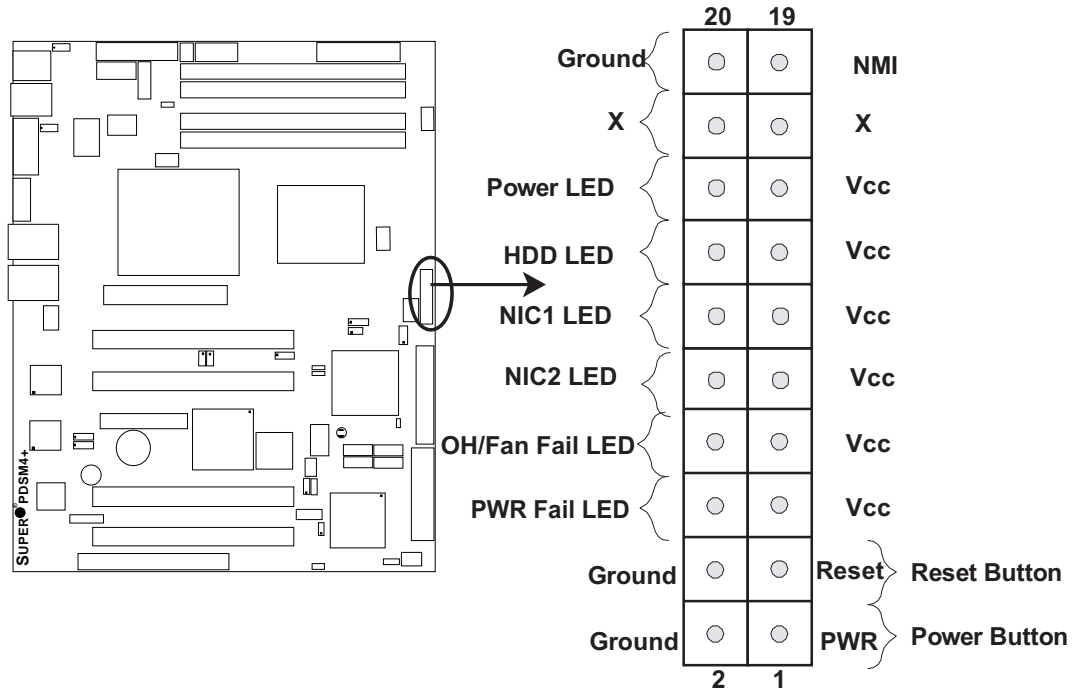 20 19
Ground NMI
X X
Power LED Vcc
HDD LED Vcc
NIC1 LED Vcc
NIC2 LED Vcc
OH/Fan Fail LED Vcc
PWR Fail LED Vcc
Ground Reset Reset Button
Ground PWR Power Button
2 1
SUPER PDSM4+